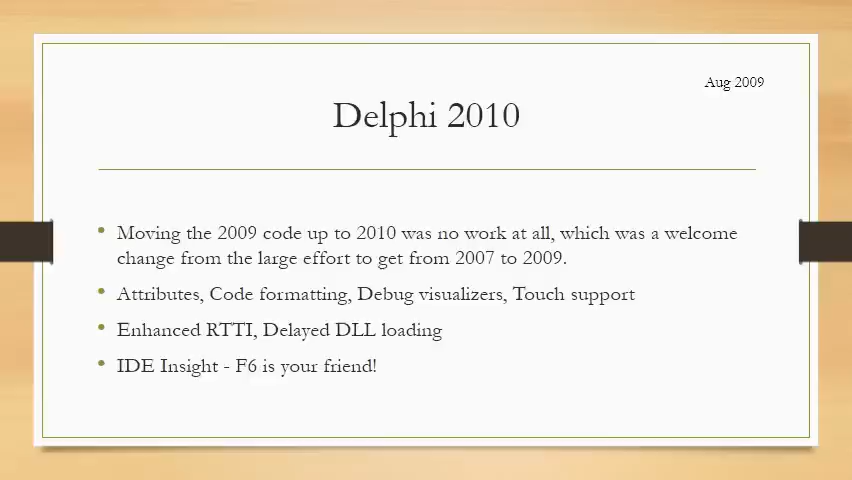 Aug 2009
Delphi 2010
• Moving the 2009 code up to 2010 was no work at all, which was a welcome
change from the large effort to get from 2007 to 2009.
• Attributes, Code formatting, Debug visualizers, Touch support
• Enhanced RTTI, Delayed DLL loading
• IDE Insight - F6 is your friend!